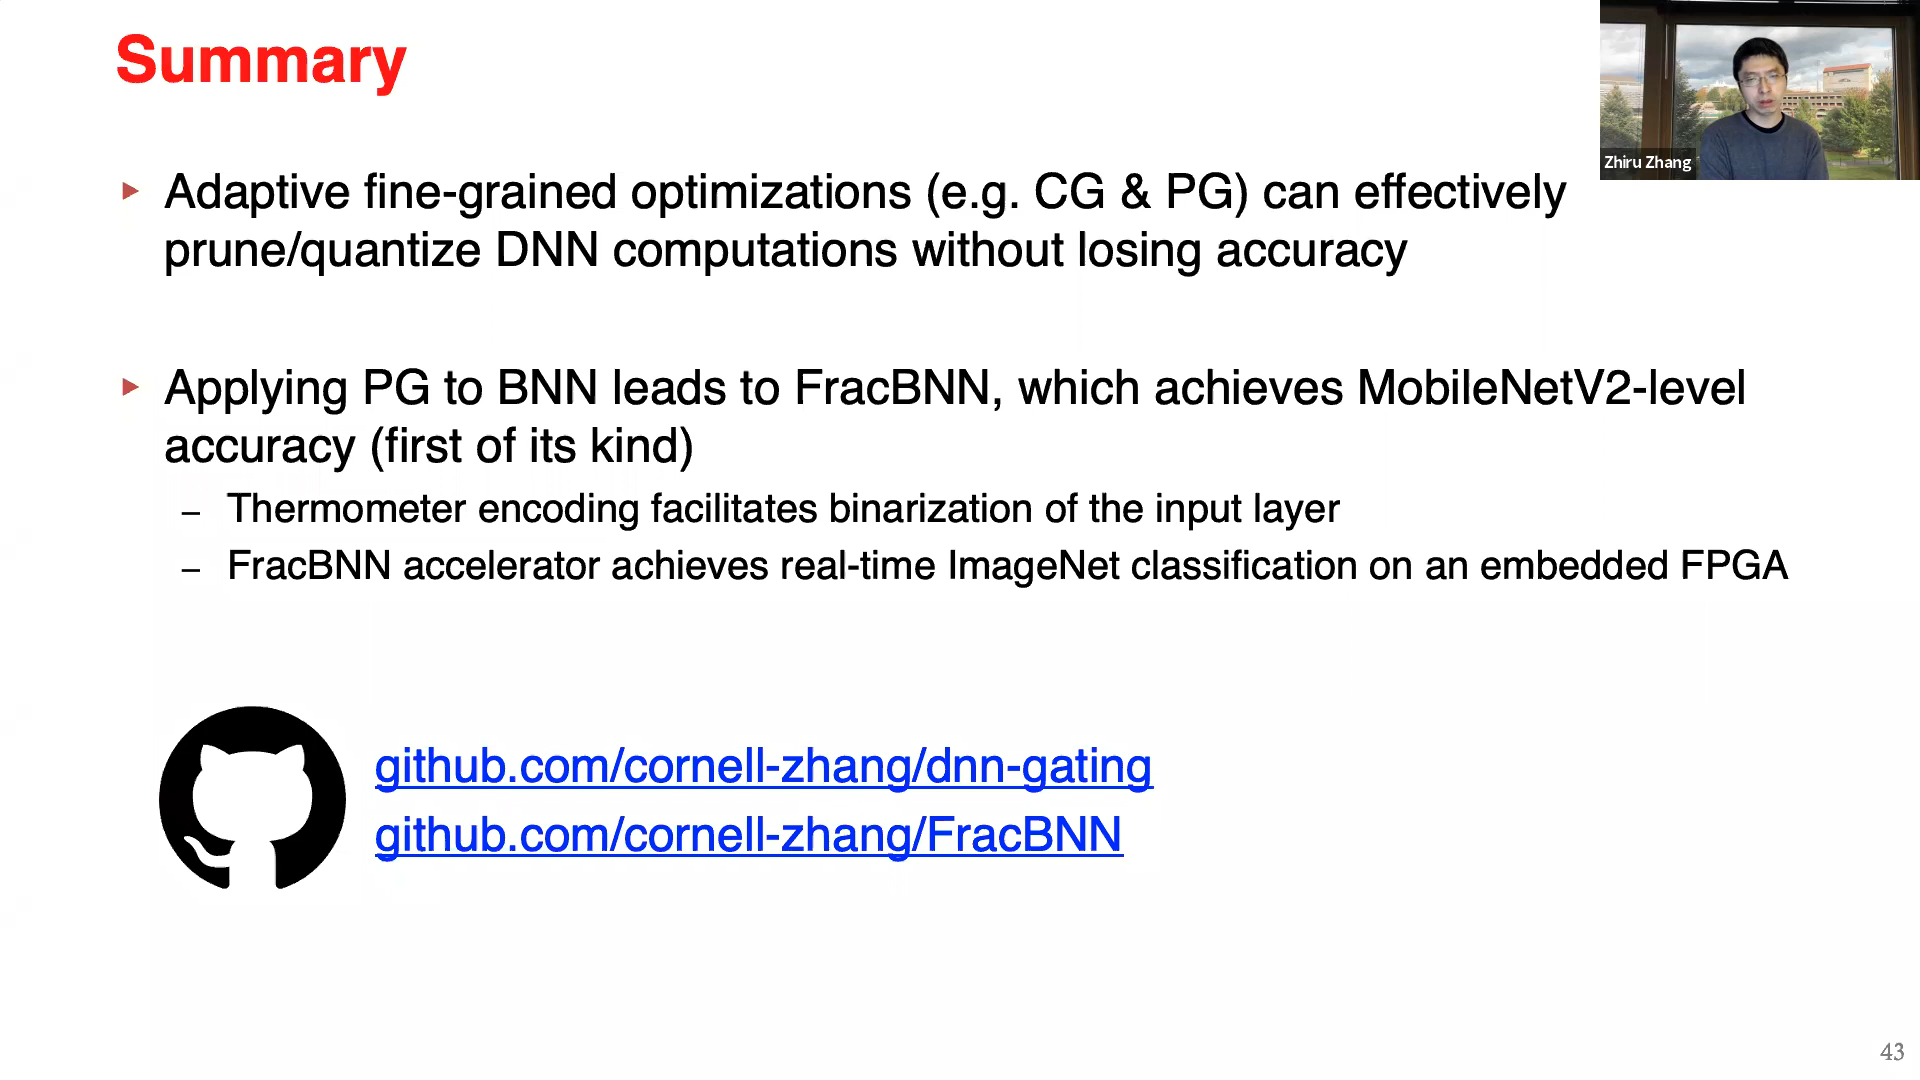 Summary
Zhiru Zhang
▸ Adaptive fine-grained optimizations (e.g. CG & PG) can effectively
prune/quantize DNN computations without losing accuracy
▸ Applying PG to BNN leads to FracBNN, which achieves MobileNetV2-level
accuracy (first of its kind)
– Thermometer encoding facilitates binarization of the input layer
– FracBNN accelerator achieves real-time ImageNet classification on an embedded FPGA
github.com/cornell-zhang/dnn-gating
github.com/cornell-zhang/FracBNN
43